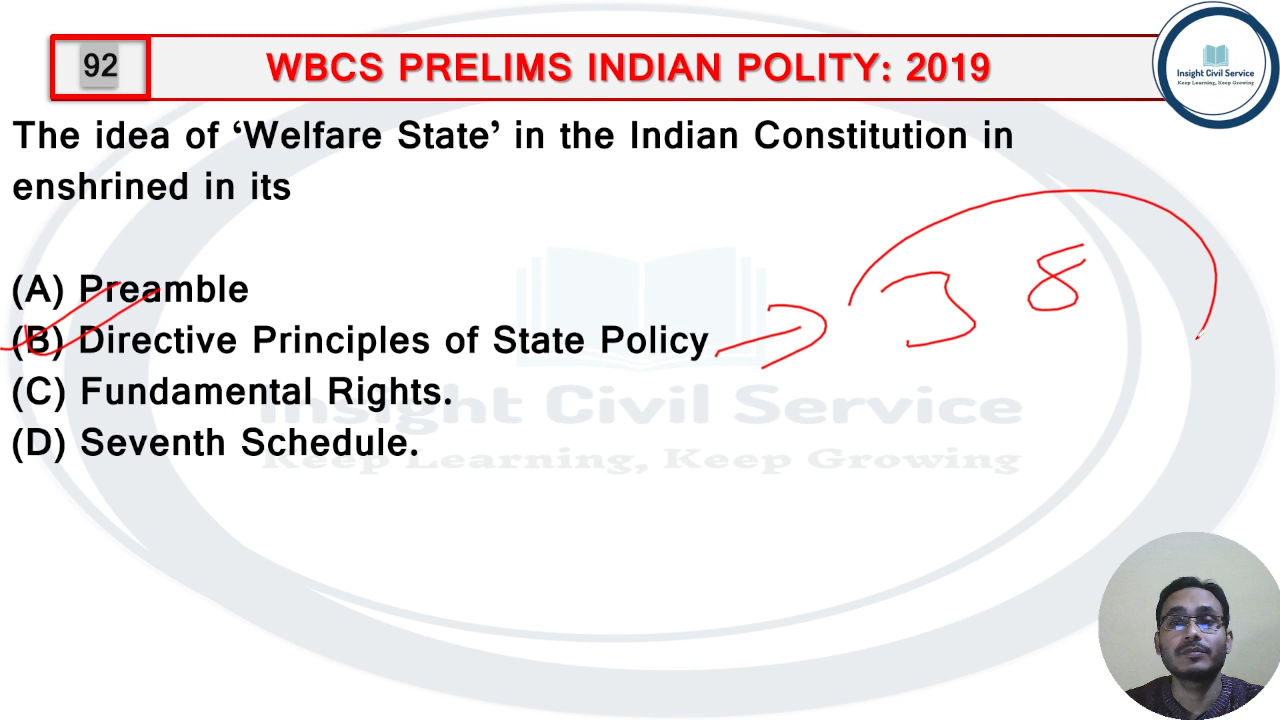 92
WBCS PRELIMS INDIAN POLITY: 2019
Insight Civil Service
Keep Learning, Keep Growing
The idea of ‘Welfare State’ in the Indian Constitution in
enshrined in its
(A) Preamble
(B) Directive Principles of State Policy
38
(C) Fundamental Rights.
(D) Seventh Schedule.
Insight Civil Service
Keep Learning, Keep Growing